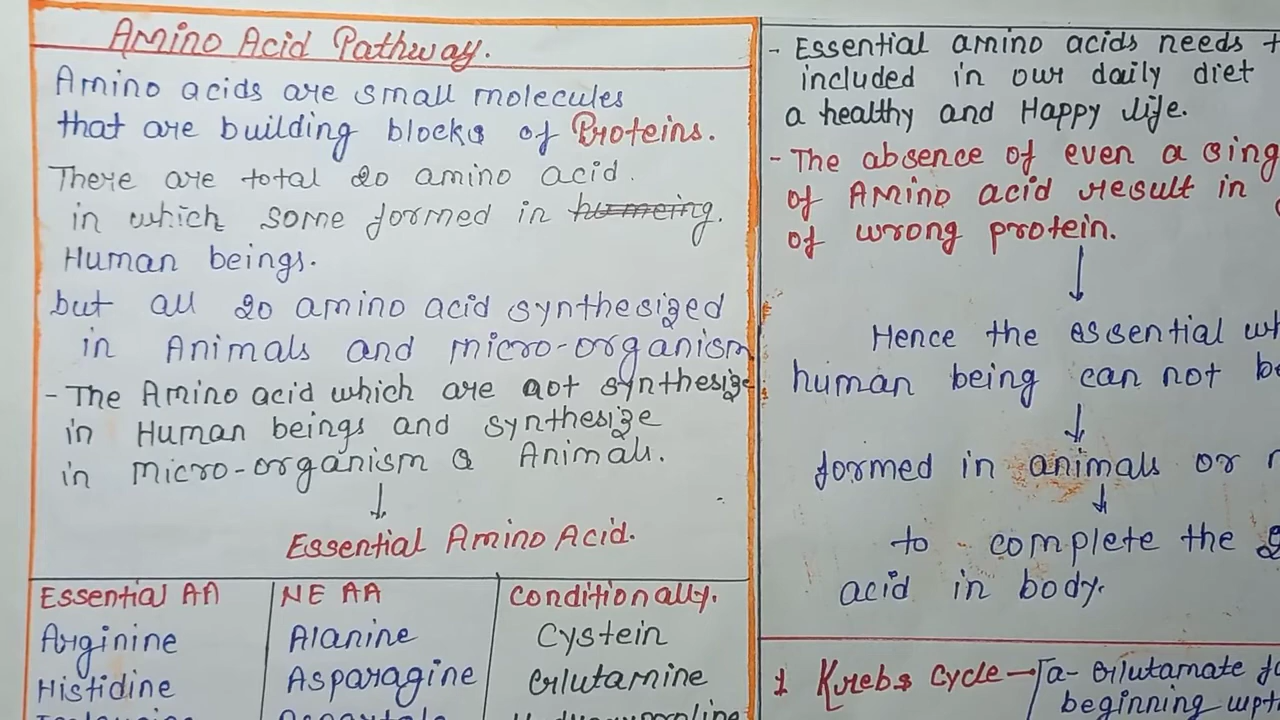 Amino Acid Pathway.
Amino acids are small molecules
that are building blocks of Proteins.
There are total 20 amino acid.
in which some formed in humeing.
Human beings.
but all 20 amino acid synthesized
in Animals and micro-organism
- The Amino acid which are not synthesize
in Human beings and synthesize
in micro-organism & Animals.
↓
Essential Amino Acid.
Essential AA NE AA Conditionally.
Arginine Alanine Cystein
Histidine Asparagine Glutamine
- Essential amino acids needs
included in our daily diet
a healthy and Happy life.
- The absence of even a
of Amino acid result in
of wrong protein.
↓
Hence the essential
human being can not
↓
formed in animals or
↓
to complete the
acid in body.
1 Krebs cycle → a- Glutamate
beginning